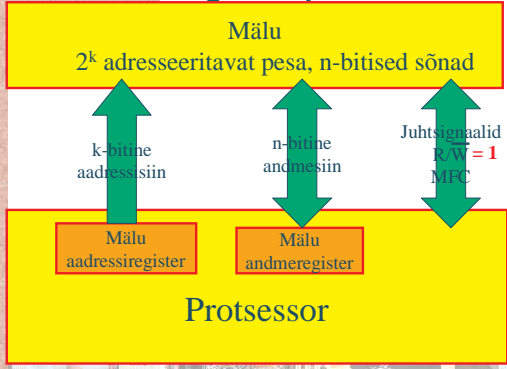 Mälu
2ᵏ adresseeritavat pesa, n-bitised sõnad
k-bitine
aadressisiin
n-bitine
andmesiin
Juhtsignaalid
R/W̅ = 1
MFC
Mälu
aadressiregister
Mälu
andmeregister
Protsessor